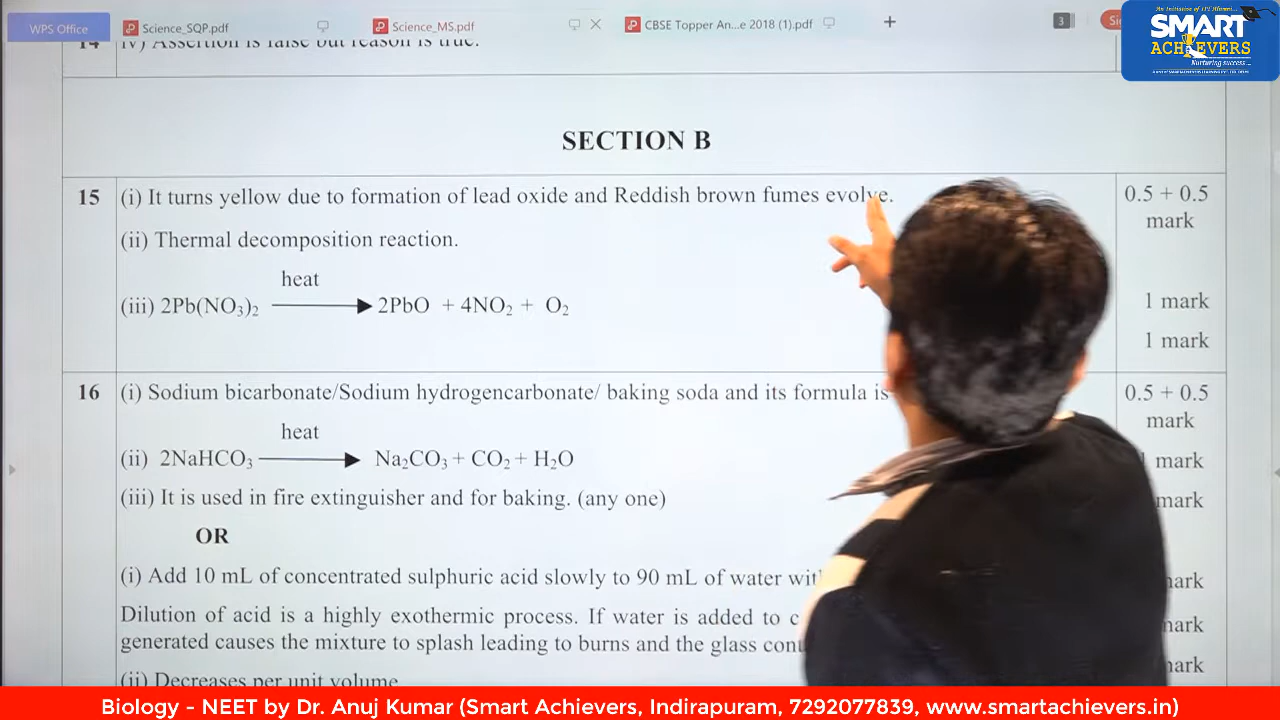 WPS Office
Science_SQP.pdf
Science_MS.pdf
CBSE Topper An...e 2018 (1).pdf
3
An Initiative of IPL Alumni...
SMART
ACHIEVERS
Nurturing success...
14 iv) Assertion is false but reason is true.
SECTION B
15 (i) It turns yellow due to formation of lead oxide and Reddish brown fumes evolve. 0.5 + 0.5
mark
(ii) Thermal decomposition reaction.
heat
(iii) 2Pb(NO₃)₂ ⟶ 2PbO + 4NO₂ + O₂ 1 mark
1 mark
16 (i) Sodium bicarbonate/Sodium hydrogencarbonate/ baking soda and its formula is 0.5 + 0.5
mark
heat
(ii) 2NaHCO₃ ⟶ Na₂CO₃ + CO₂ + H₂O mark
(iii) It is used in fire extinguisher and for baking. (any one) mark
OR
(i) Add 10 mL of concentrated sulphuric acid slowly to 90 mL of water
Dilution of acid is a highly exothermic process. If water is added to
generated causes the mixture to splash leading to burns and the glass
(ii) Decreases per unit volume
Biology - NEET by Dr. Anuj Kumar (Smart Achievers, Indirapuram, 7292077839, www.smartachievers.in)